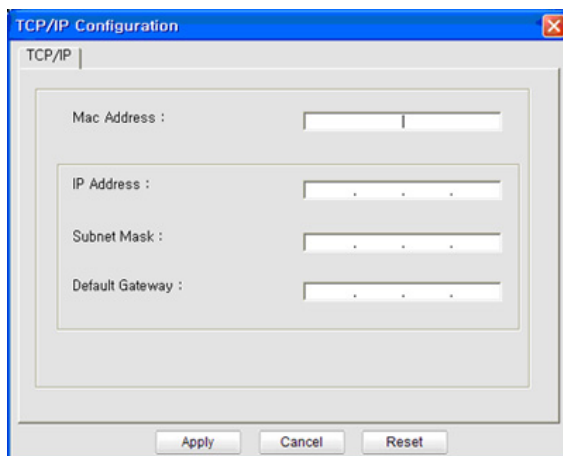 TCP/IP Configuration
TCP/IP
Mac Address :
IP Address :
. . .
Subnet Mask :
. . .
Default Gateway :
. . .
Apply Cancel Reset